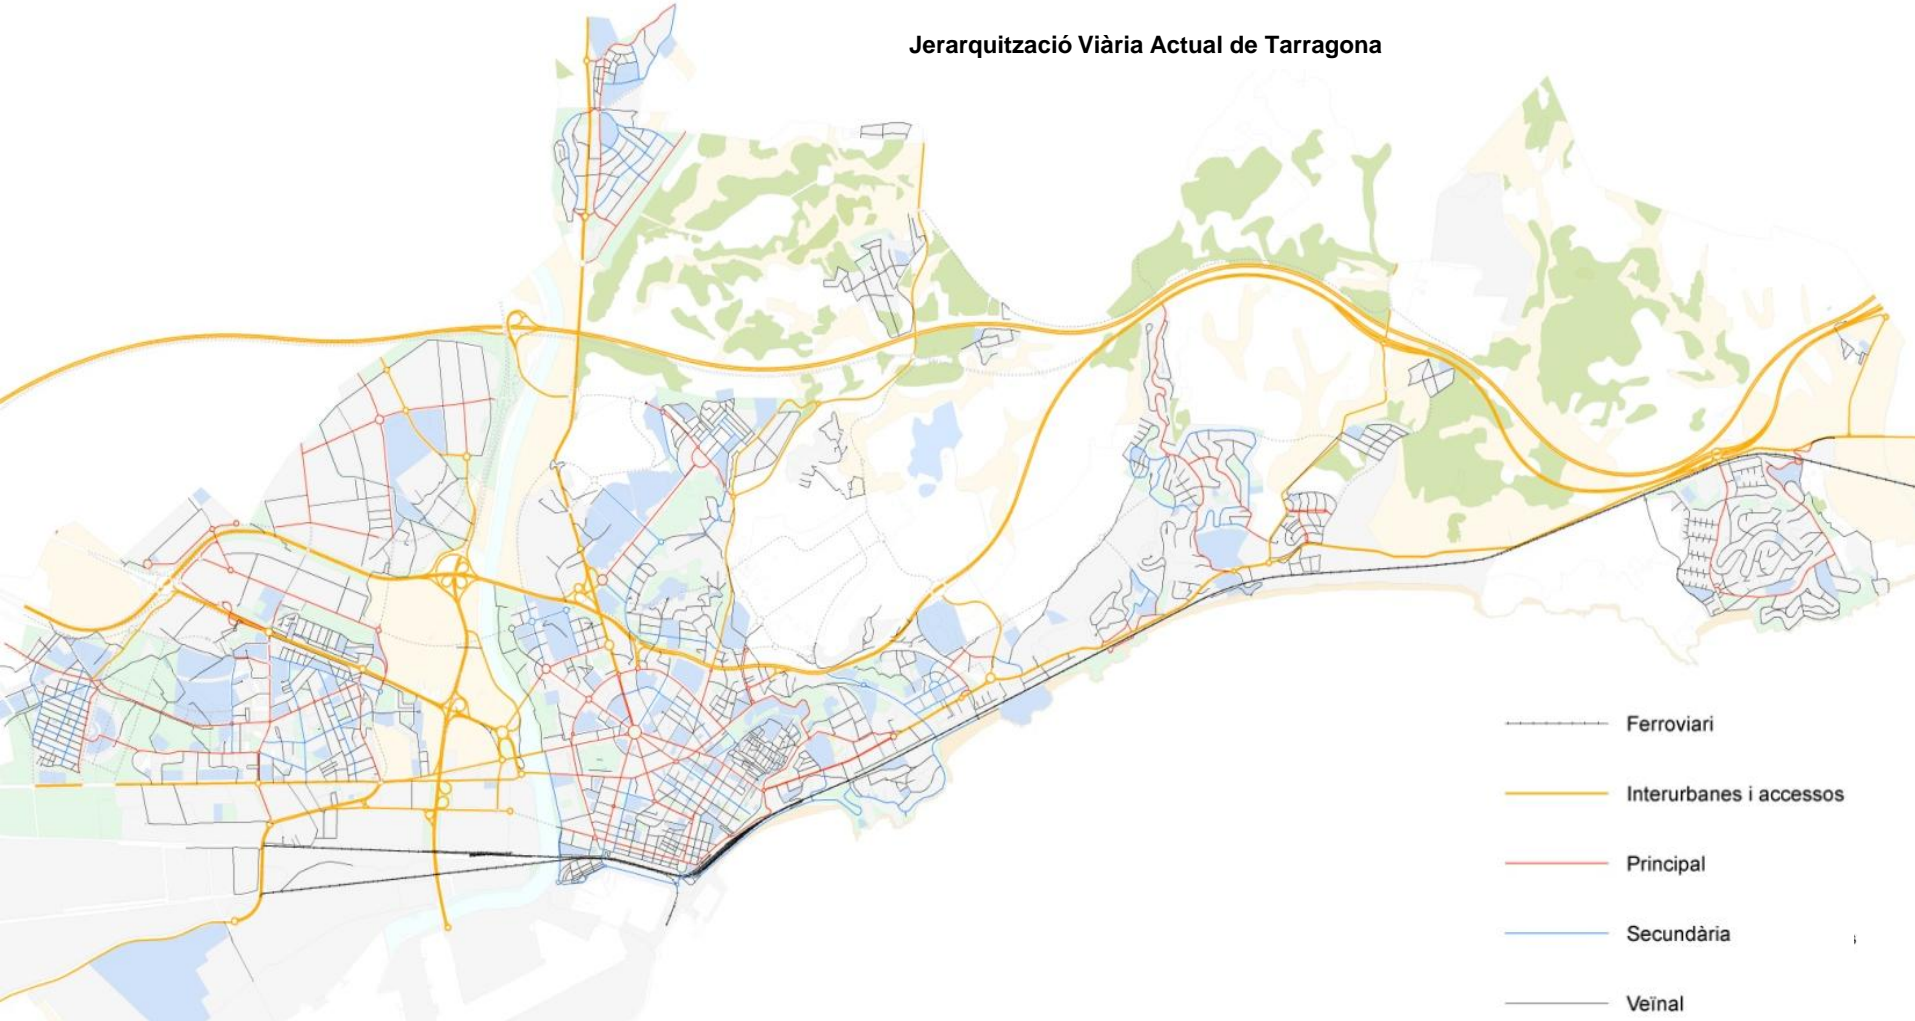 Jerarquització Viària Actual de Tarragona
Ferroviari
Interurbanes i accessos
Principal
Secundària
Veïnal